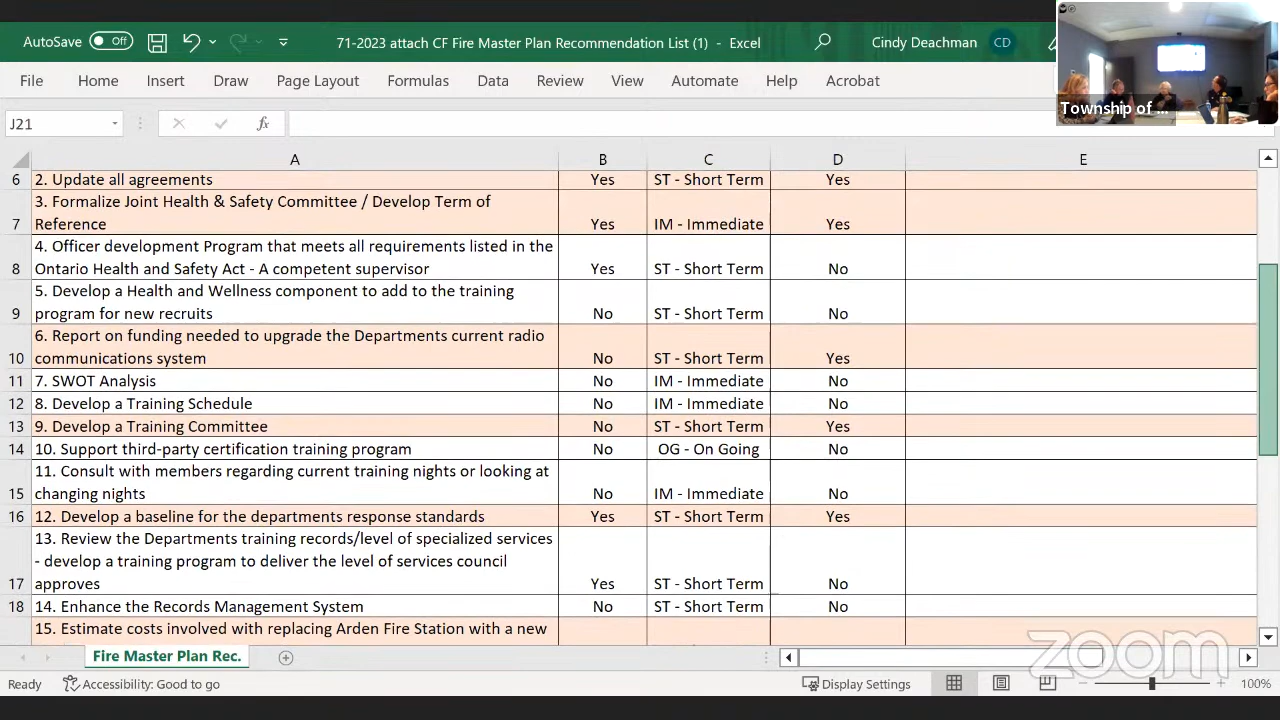 AutoSave Off 71-2023 attach CF Fire Master Plan Recommendation List (1) - Excel Cindy Deachman CD
File Home Insert Draw Page Layout Formulas Data Review View Automate Help Acrobat
Township of ...
J21 fx
A B C D E
6 2. Update all agreements Yes ST - Short Term Yes
3. Formalize Joint Health & Safety Committee / Develop Term of
7 Reference Yes IM - Immediate Yes
4. Officer development Program that meets all requirements listed in the
8 Ontario Health and Safety Act - A competent supervisor Yes ST - Short Term No
5. Develop a Health and Wellness component to add to the training
9 program for new recruits No ST - Short Term No
6. Report on funding needed to upgrade the Departments current radio
10 communications system No ST - Short Term Yes
11 7. SWOT Analysis No IM - Immediate No
12 8. Develop a Training Schedule No IM - Immediate No
13 9. Develop a Training Committee No ST - Short Term Yes
14 10. Support third-party certification training program No OG - On Going No
11. Consult with members regarding current training nights or looking at
15 changing nights No IM - Immediate No
16 12. Develop a baseline for the departments response standards Yes ST - Short Term Yes
13. Review the Departments training records/level of specialized services
- develop a training program to deliver the level of services council
17 approves Yes ST - Short Term No
18 14. Enhance the Records Management System No ST - Short Term No
15. Estimate costs involved with replacing Arden Fire Station with a new
zoom
Fire Master Plan Rec.
Ready Accessibility: Good to go Display Settings 100%